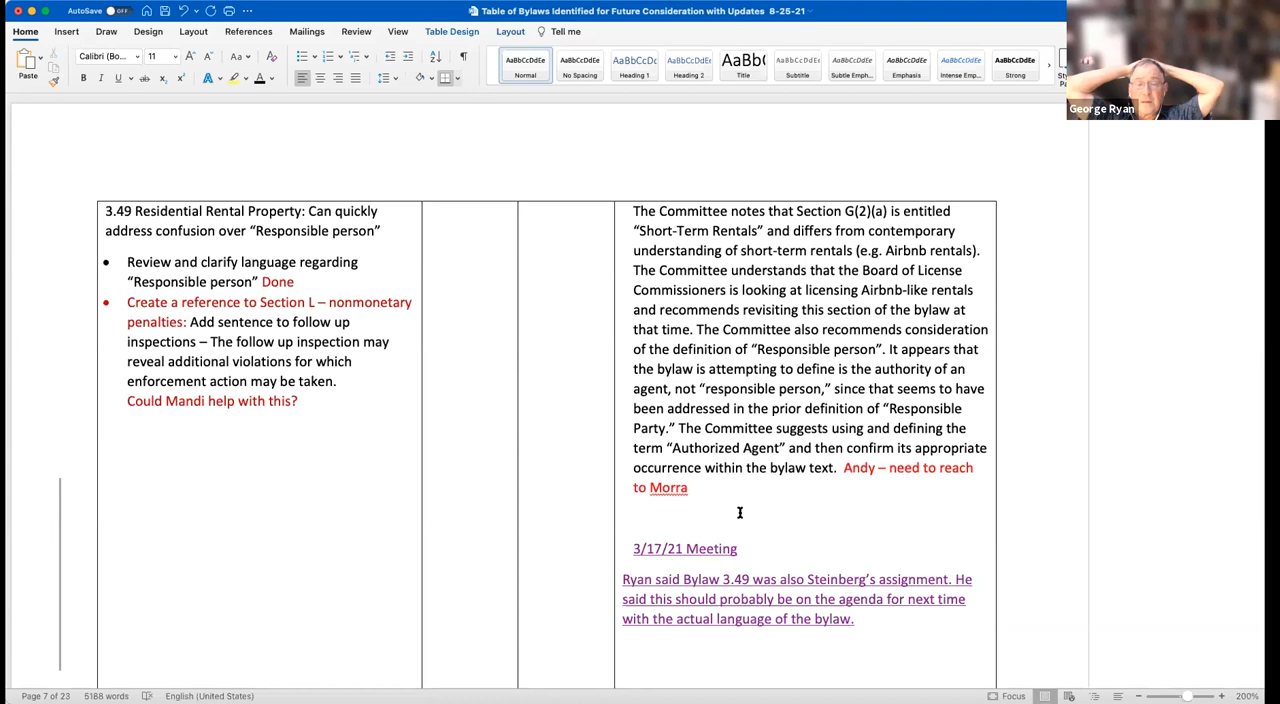 AutoSave OFF
Table of Bylaws Identified for Future Consideration with Updates 8-25-21
Home Insert Draw Design Layout References Mailings Review View Table Design Layout Tell me
Paste
Calibri (Bo... 11
AaBbCcDdEe AaBbCcDdEe AaBbCcDc AaBbCcDdEe AaBb( AaBbCcDdEe AaBbCcDdEe AaBbCcDdEe AaBbCcDdEe AaBbCcDdEe
Normal No Spacing Heading 1 Heading 2 Title Subtitle Subtle Emph... Emphasis Intense Emp... Strong
George Ryan
3.49 Residential Rental Property: Can quickly
address confusion over “Responsible person”
• Review and clarify language regarding
“Responsible person” Done
• Create a reference to Section L – nonmonetary
penalties: Add sentence to follow up
inspections – The follow up inspection may
reveal additional violations for which
enforcement action may be taken.
Could Mandi help with this?
The Committee notes that Section G(2)(a) is entitled
“Short-Term Rentals” and differs from contemporary
understanding of short-term rentals (e.g. Airbnb rentals).
The Committee understands that the Board of License
Commissioners is looking at licensing Airbnb-like rentals
and recommends revisiting this section of the bylaw at
that time. The Committee also recommends consideration
of the definition of “Responsible person”. It appears that
the bylaw is attempting to define is the authority of an
agent, not “responsible person,” since that seems to have
been addressed in the prior definition of “Responsible
Party.” The Committee suggests using and defining the
term “Authorized Agent” and then confirm its appropriate
occurrence within the bylaw text. Andy – need to reach
to Morra
3/17/21 Meeting
Ryan said Bylaw 3.49 was also Steinberg’s assignment. He
said this should probably be on the agenda for next time
with the actual language of the bylaw.
Page 7 of 23 5188 words English (United States) Focus 200%